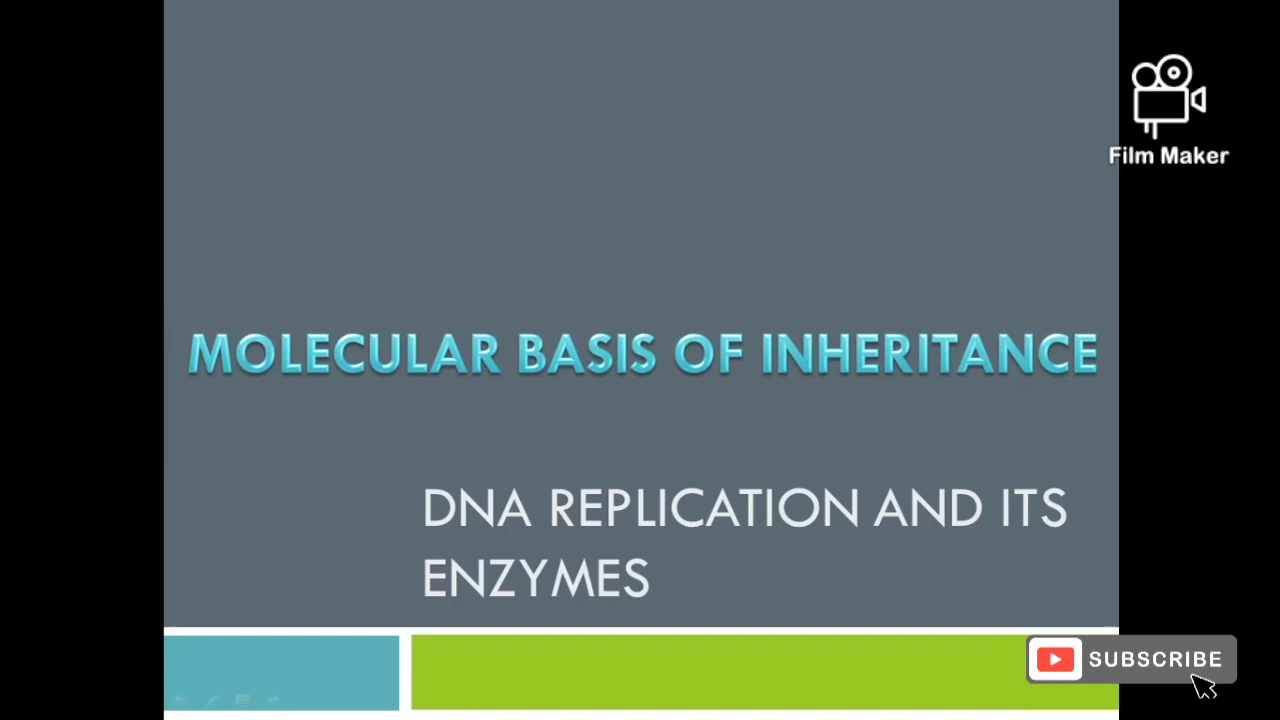 Film Maker
MOLECULAR BASIS OF INHERITANCE
DNA REPLICATION AND ITS
ENZYMES
SUBSCRIBE